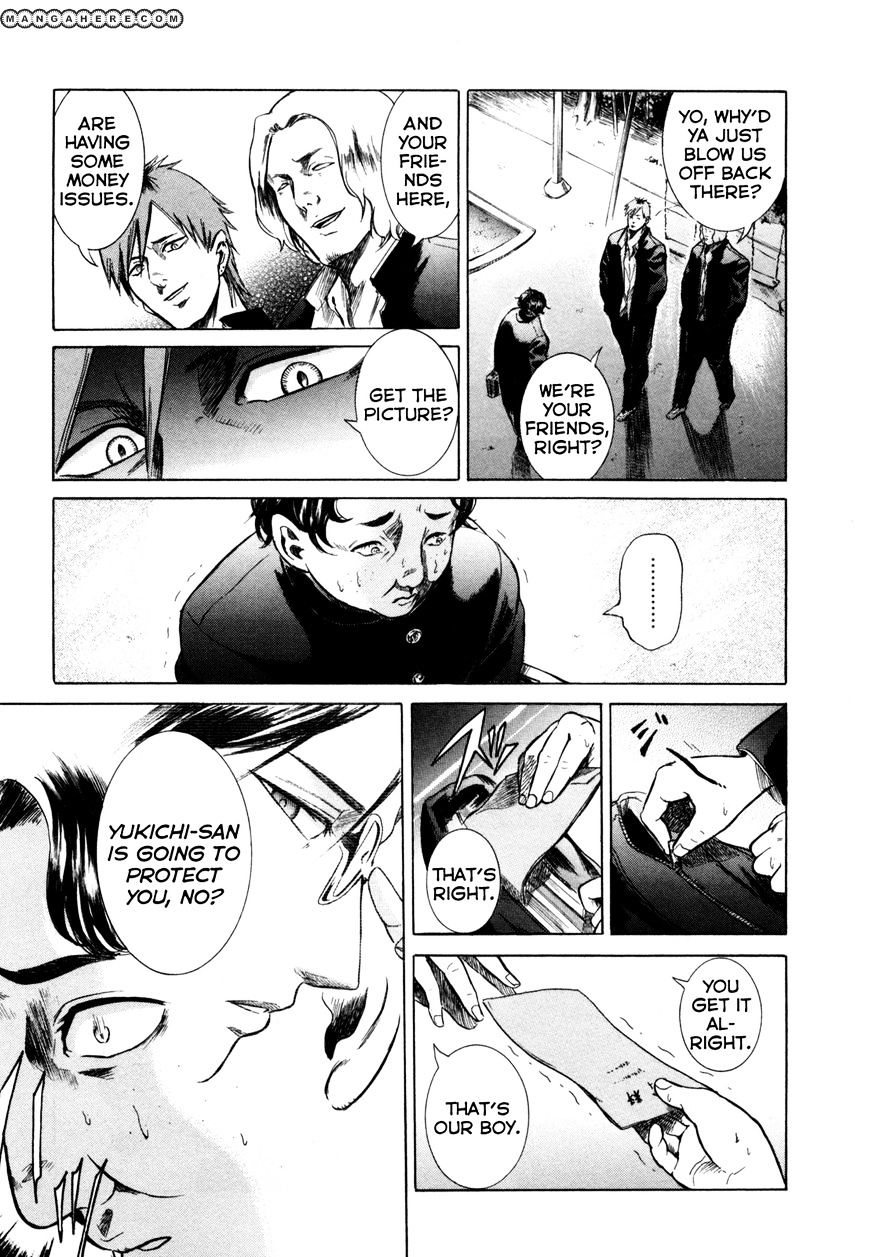 MANGAHERE.COM
YO, WHY'D
YA JUST
BLOW US
OFF BACK
THERE?
WE'RE
YOUR
FRIENDS,
RIGHT?
AND
YOUR
FRIE-
NDS
HERE,
ARE
HAVING
SOME
MONEY
ISSUES.
GET THE
PICTURE?
.........
THAT'S
RIGHT.
YOU
GET IT
AL-
RIGHT.
THAT'S
OUR BOY.
YUKICHI-SAN
IS GOING TO
PROTECT
YOU, NO?